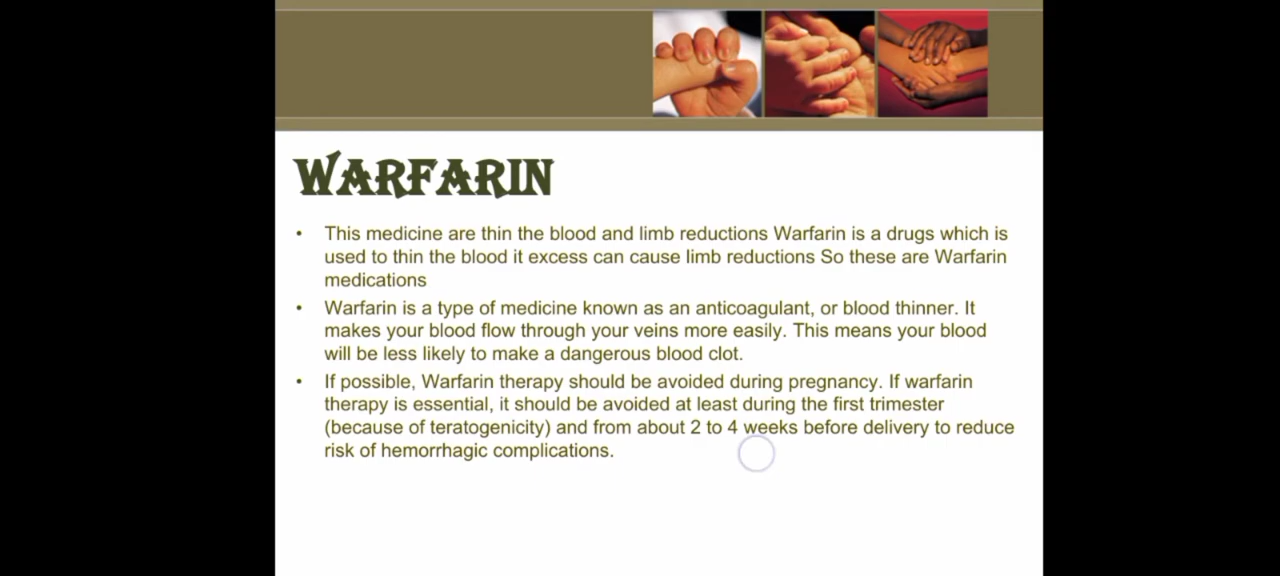 WARFARIN
• This medicine are thin the blood and limb reductions Warfarin is a drugs which is
used to thin the blood it excess can cause limb reductions So these are Warfarin
medications
• Warfarin is a type of medicine known as an anticoagulant, or blood thinner. It
makes your blood flow through your veins more easily. This means your blood
will be less likely to make a dangerous blood clot.
• If possible, Warfarin therapy should be avoided during pregnancy. If warfarin
therapy is essential, it should be avoided at least during the first trimester
(because of teratogenicity) and from about 2 to 4 weeks before delivery to reduce
risk of hemorrhagic complications.